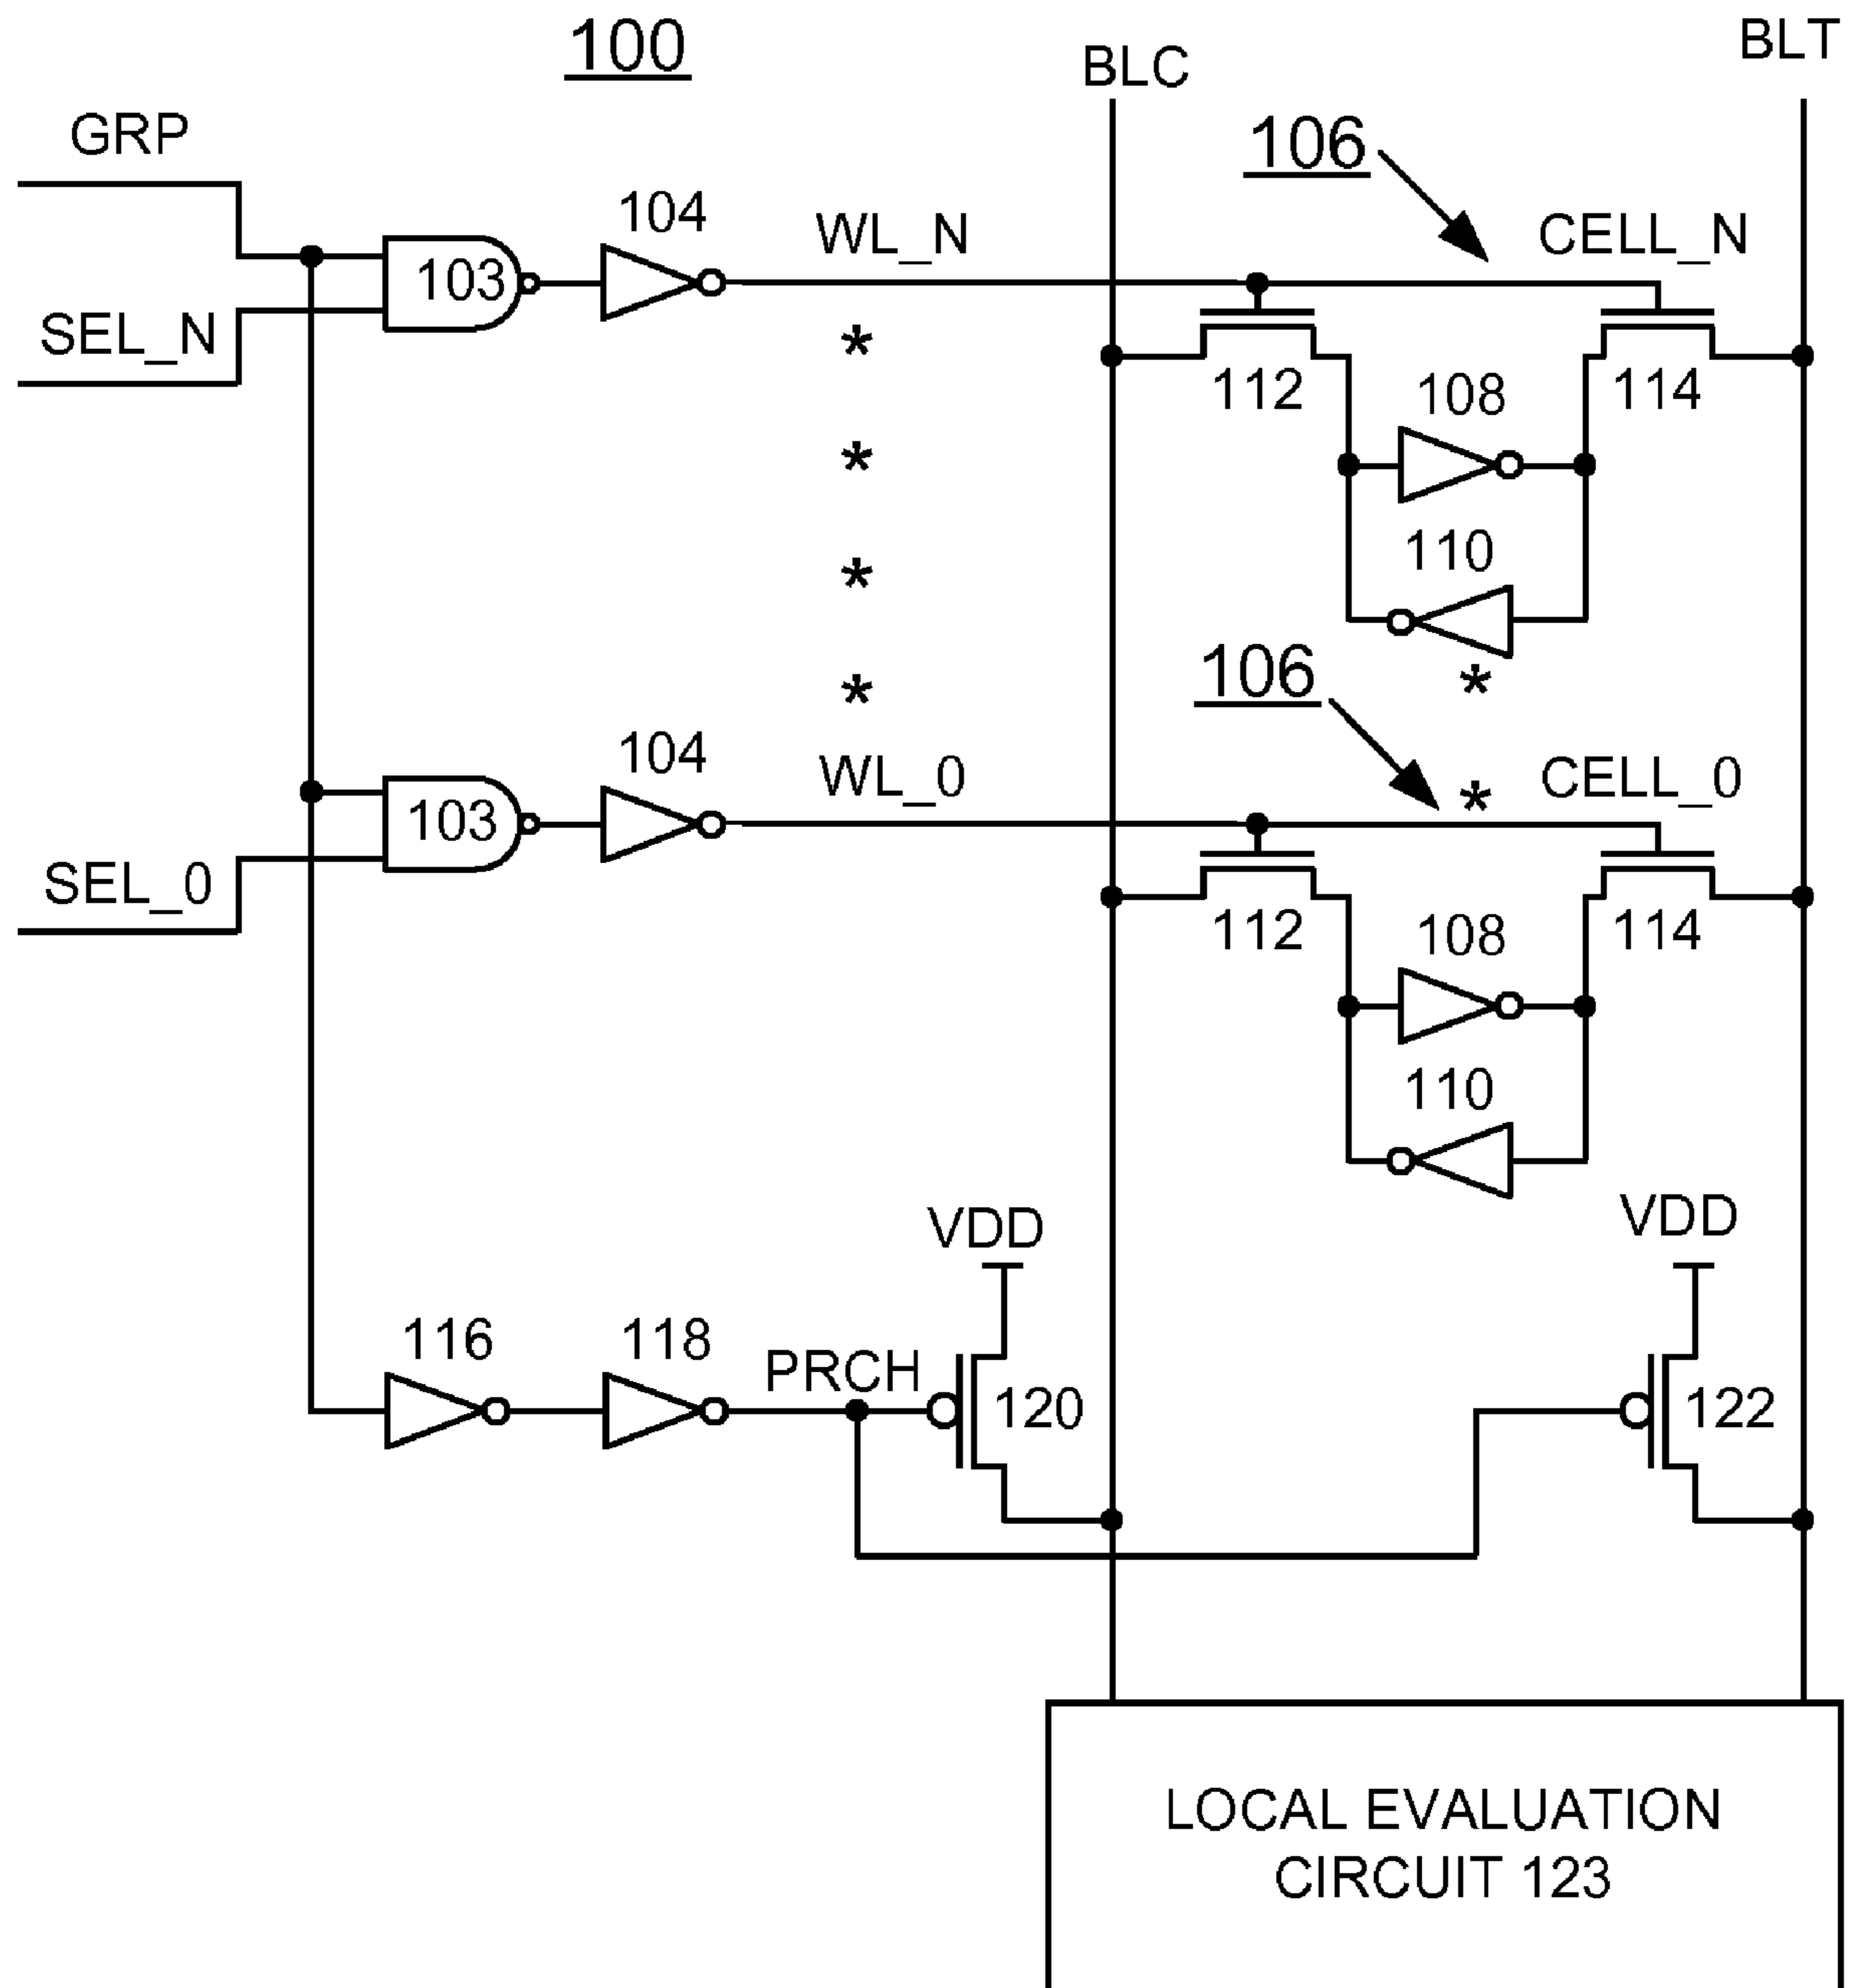 100
BLC
BLT
GRP
106
104
WL_N
CELL_N
103
SEL_N
*
112
108
114
*
110
*
106
*
*
104
WL_0
*
CELL_0
103
SEL_0
112
108
114
110
VDD
VDD
116
118
PRCH
120
122
LOCAL EVALUATION
CIRCUIT 123